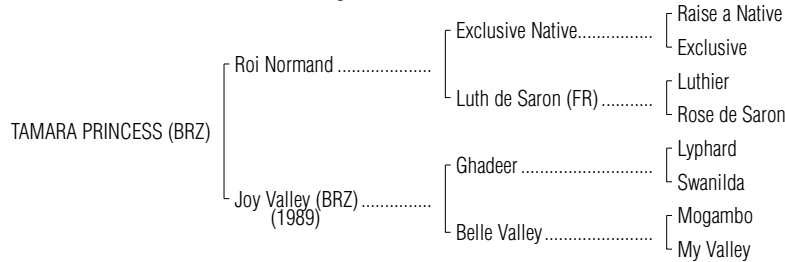 Raise a Native
Exclusive Native................
Exclusive
Roi Normand ....................
Luthier
Luth de Saron (FR) ...........
Rose de Saron
TAMARA PRINCESS (BRZ)
Lyphard
Ghadeer ............................
Swanilda
Joy Valley (BRZ)...............
(1989)
Mogambo
Belle Valley.......................
My Valley